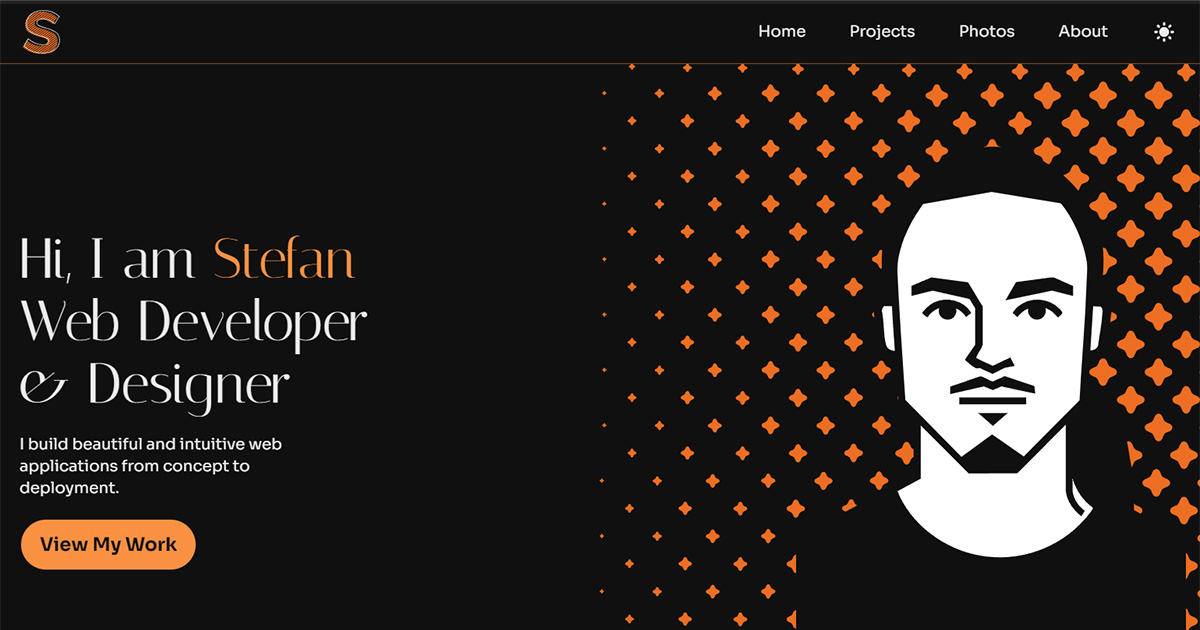 S
Home Projects Photos About
Hi, I am Stefan
Web Developer
& Designer
I build beautiful and intuitive web
applications from concept to
deployment.
View My Work